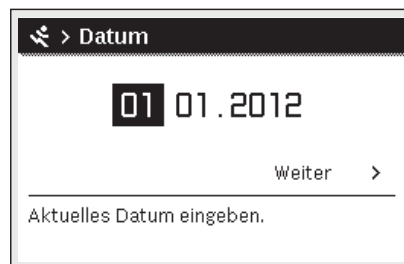 > Datum
01 01.2012
Weiter >
Aktuelles Datum eingeben.